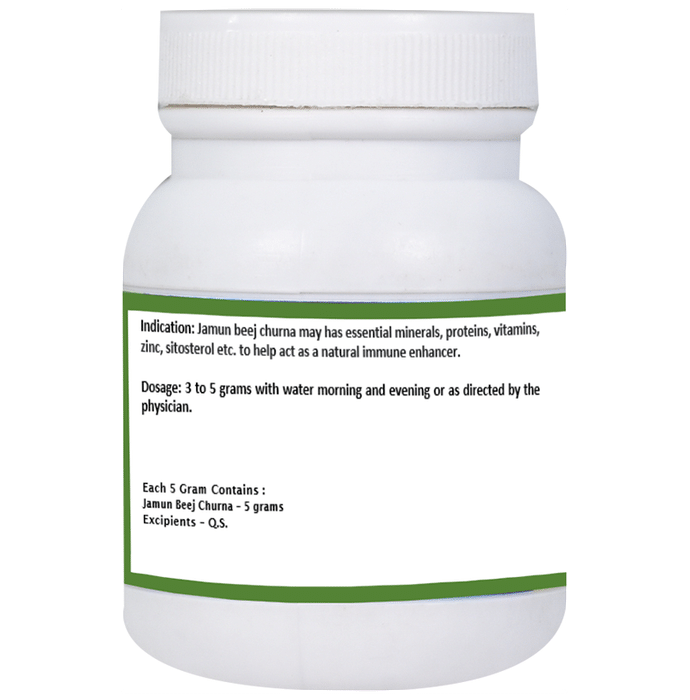 Indication: Jamun beej churna may has essential minerals, proteins, vitamins,
zinc, sitosterol etc. to help act as a natural immune enhancer.
Dosage: 3 to 5 grams with water morning and evening or as directed by the
physician.
Each 5 Gram Contains :
Jamun Beej Churna - 5 grams
Excipients - Q.S.